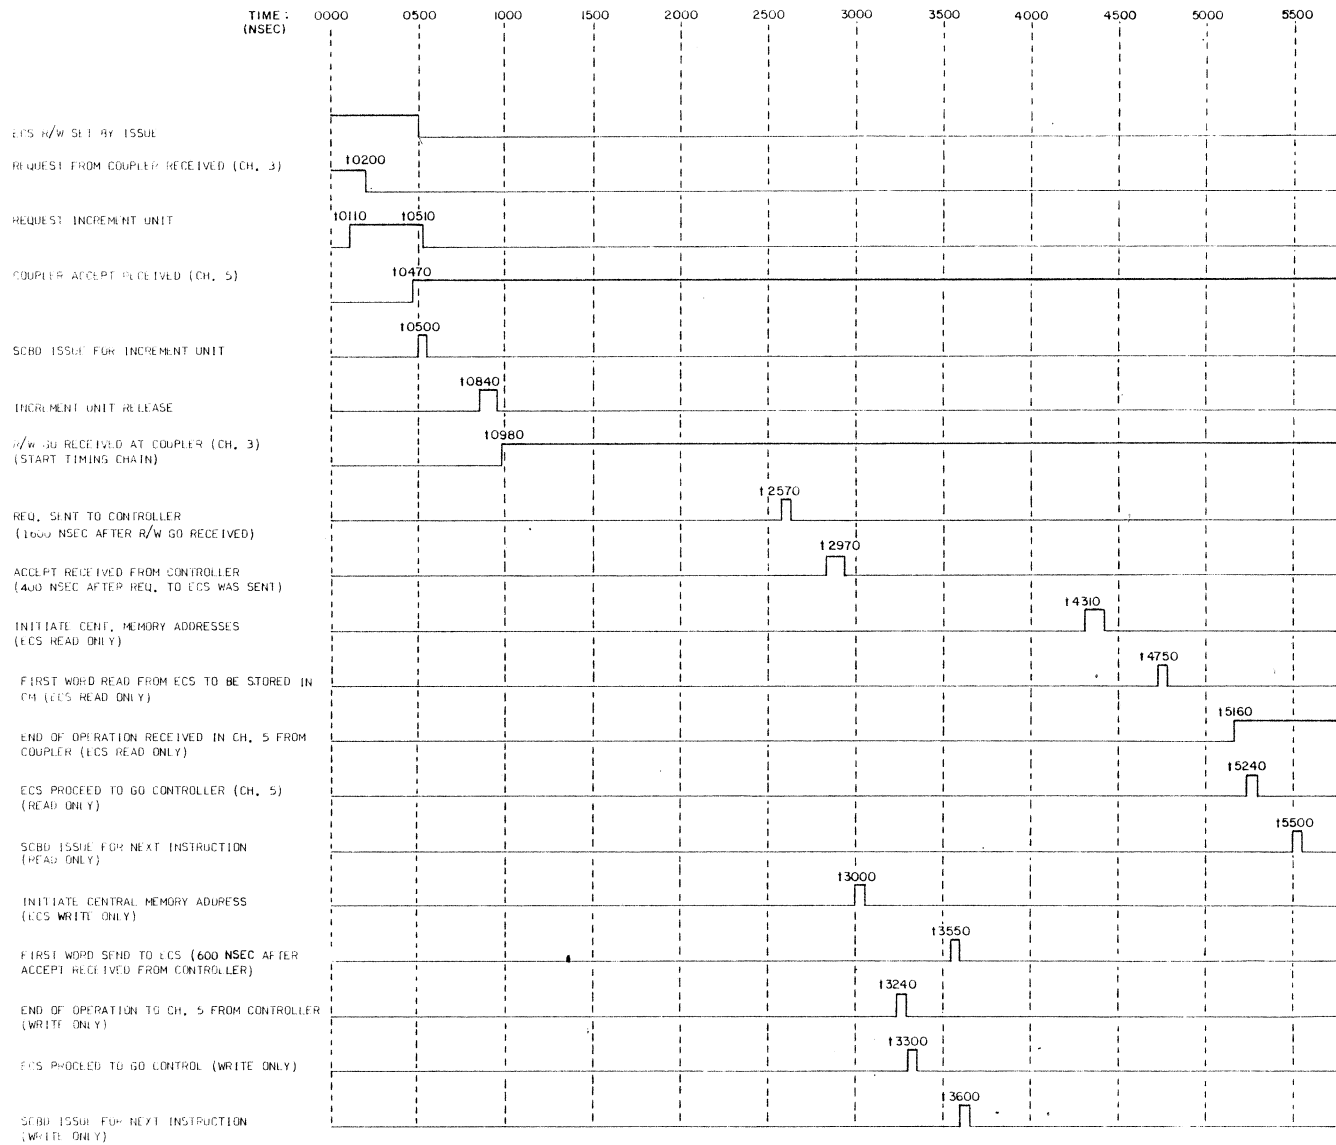 TIME: 0000 0500 1000 1500 2000 2500 3000 3500 4000 4500 5000 5500
(NSEC)
ECS R/W SET BY ISSUE
REQUEST FROM COUPLER RECEIVED (CH. 3) t0200
REQUEST INCREMENT UNIT t0110 t0510
COUPLER ACCEPT RECEIVED (CH. 5) t0470
SCBD ISSUE FOR INCREMENT UNIT t0500
INCREMENT UNIT RELEASE t0840
R/W GO RECEIVED AT COUPLER (CH. 3) t0980
(START TIMING CHAIN)
REQ. SENT TO CONTROLLER t2570
(1600 NSEC AFTER R/W GO RECEIVED)
ACCEPT RECEIVED FROM CONTROLLER t2970
(400 NSEC AFTER REQ. TO ECS WAS SENT)
INITIATE CENT. MEMORY ADDRESSES t4310
(ECS READ ONLY)
FIRST WORD READ FROM ECS TO BE STORED IN t4750
CM (ECS READ ONLY)
END OF OPERATION RECEIVED IN CH. 5 FROM t5160
COUPLER (ECS READ ONLY)
ECS PROCEED TO GO CONTROLLER (CH. 5) t5240
(READ ONLY)
SCBD ISSUE FOR NEXT INSTRUCTION t5500
(READ ONLY)
INITIATE CENTRAL MEMORY ADDRESS t3000
(ECS WRITE ONLY)
FIRST WORD SEND TO ECS (600 NSEC AFTER t3550
ACCEPT RECEIVED FROM CONTROLLER)
END OF OPERATION TO CH. 5 FROM CONTROLLER t3240
(WRITE ONLY)
ECS PROCEED TO GO CONTROL (WRITE ONLY) t3300
SCBD ISSUE FOR NEXT INSTRUCTION t3600
(WRITE ONLY)